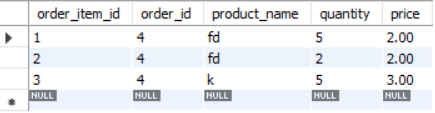 order_item_id order_id product_name quantity price
1 4 fd 5 2.00
2 4 fd 2 2.00
3 4 k 5 3.00
NULL NULL NULL NULL NULL